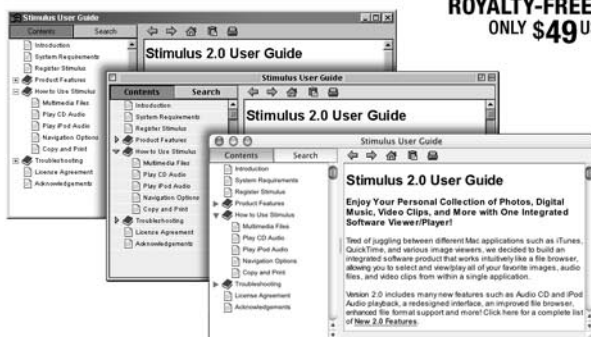 ROYALTY-FREE
ONLY $49 U
Stimulus User Guide
Contents Search
Introduction
System Requirements
Register Stimulus
Product Features
How to Use Stimulus
Multimedia Files
Play CD Audio
Play iPod Audio
Navigation Options
Copy and Print
Troubleshooting
License Agreement
Acknowledgements
Stimulus 2.0 User Guide
Stimulus User Guide
Contents Search
Introduction
System Requirements
Register Stimulus
Product Features
How to Use Stimulus
Multimedia Files
Play CD Audio
Play iPod Audio
Navigation Options
Copy and Print
Troubleshooting
License Agreement
Acknowledgements
Stimulus 2.0 User Guide
Stimulus User Guide
Contents Search
Introduction
System Requirements
Register Stimulus
Product Features
How to Use Stimulus
Multimedia Files
Play CD Audio
Play iPod Audio
Navigation Options
Copy and Print
Troubleshooting
License Agreement
Acknowledgements
Stimulus 2.0 User Guide
Enjoy Your Personal Collection of Photos, Digital
Music, Video Clips, and More with One Integrated
Software Viewer/Player!
Tired of juggling between different Mac applications such as iTunes,
QuickTime, and various image viewers, we decided to build an
integrated software product that works intuitively like a file browser,
allowing you to select and view/play all of your favorite images, audio
files, and video clips from within a single application.
Version 2.0 includes many new features such as Audio CD and iPod
Audio playback, a redesigned interface, an improved file browser,
enhanced file format support and more! Click here for a complete list
of New 2.0 Features.